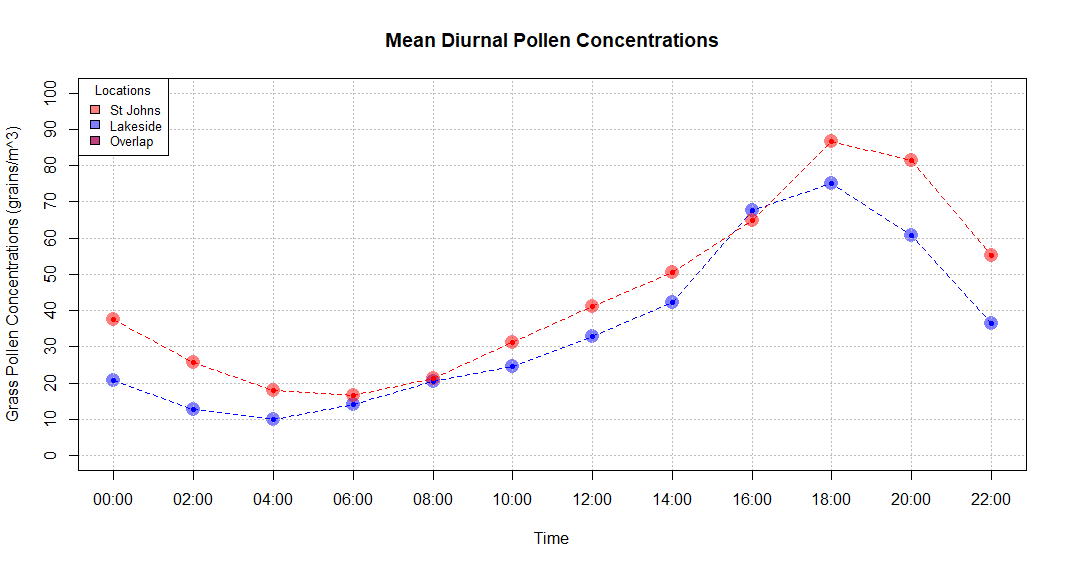 Mean Diurnal Pollen Concentrations
Locations
St Johns
Lakeside
Overlap
Grass Pollen Concentrations (grains/m^3)
100
90
80
70
60
50
40
30
20
10
0
00:00 02:00 04:00 06:00 08:00 10:00 12:00 14:00 16:00 18:00 20:00 22:00
Time